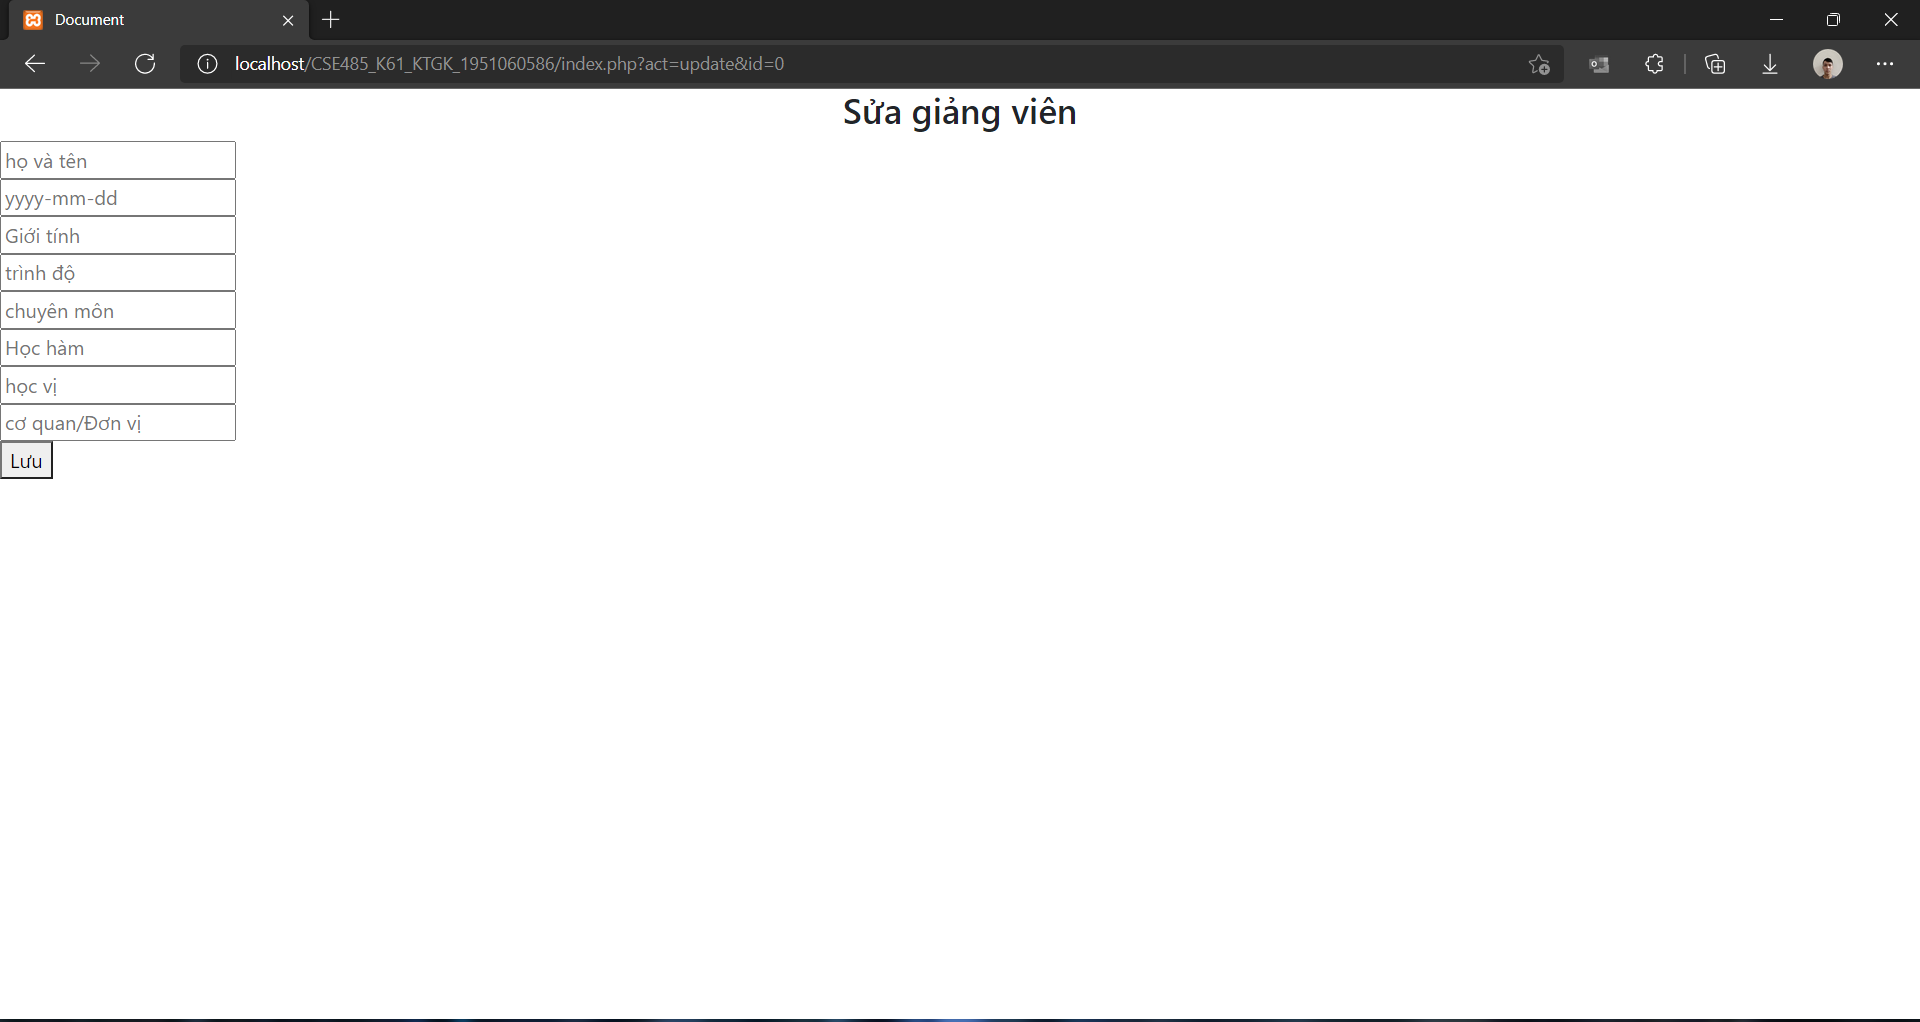 Document
localhost/CSE485_K61_KTGK_1951060586/index.php?act=update&id=0
Sửa giảng viên
họ và tên
yyyy-mm-dd
Giới tính
trình độ
chuyên môn
Học hàm
học vị
cơ quan/Đơn vị
Lưu